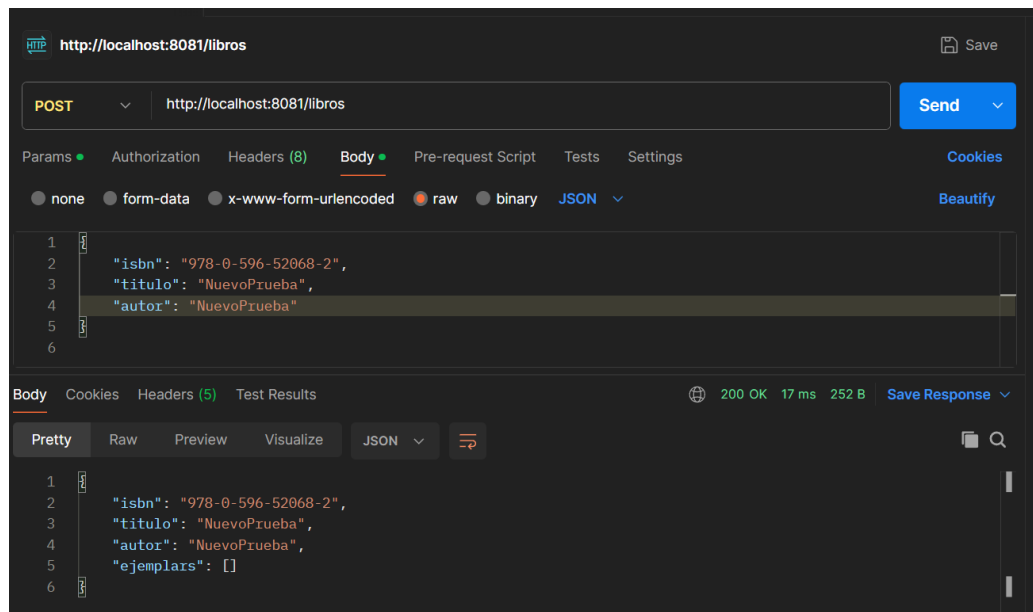 HTTP http://localhost:8081/libros Save
POST http://localhost:8081/libros Send
Params Authorization Headers (8) Body Pre-request Script Tests Settings Cookies
none form-data x-www-form-urlencoded raw binary JSON Beautify
1 {
2 "isbn": "978-0-596-52068-2",
3 "titulo": "NuevoPrueba",
4 "autor": "NuevoPrueba"
5 }
6
Body Cookies Headers (5) Test Results 200 OK 17 ms 252 B Save Response
Pretty Raw Preview Visualize JSON
1 {
2 "isbn": "978-0-596-52068-2",
3 "titulo": "NuevoPrueba",
4 "autor": "NuevoPrueba",
5 "ejemplars": []
6 }